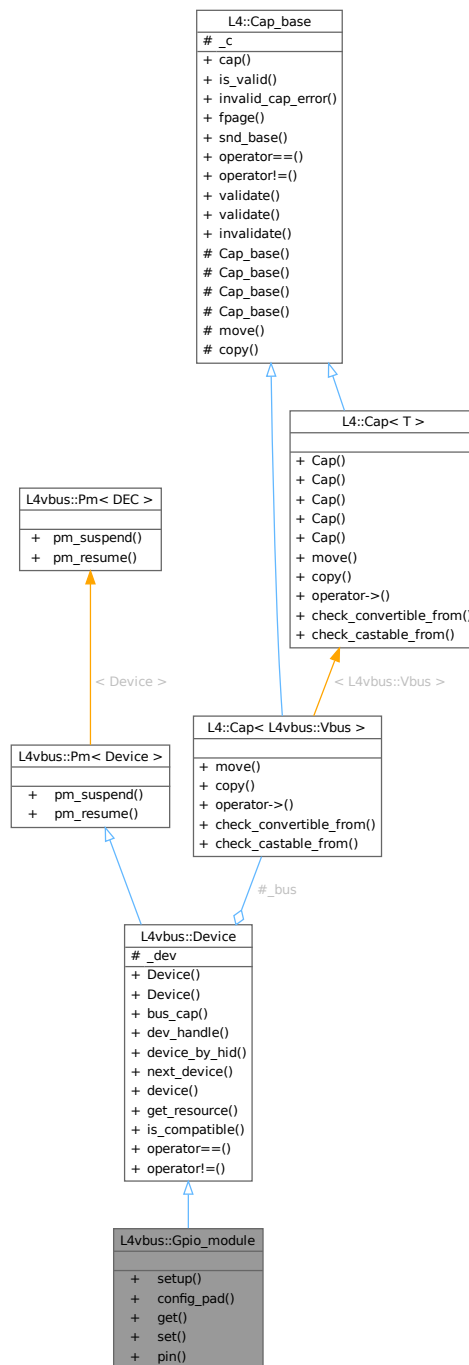 L4::Cap_base
# _c
+ cap()
+ is_valid()
+ invalid_cap_error()
+ fpage()
+ snd_base()
+ operator==()
+ operator!=()
+ validate()
+ validate()
+ invalidate()
# Cap_base()
# Cap_base()
# Cap_base()
# Cap_base()
# move()
# copy()
L4::Cap< T >
+ Cap()
+ Cap()
+ Cap()
+ Cap()
+ Cap()
+ move()
+ copy()
+ operator->()
+ check_convertible_from()
+ check_castable_from()
L4vbus::Pm< DEC >
+ pm_suspend()
+ pm_resume()
< Device >
< L4vbus::Vbus >
L4vbus::Pm< Device >
+ pm_suspend()
+ pm_resume()
L4::Cap< L4vbus::Vbus >
+ move()
+ copy()
+ operator->()
+ check_convertible_from()
+ check_castable_from()
#_bus
L4vbus::Device
# _dev
+ Device()
+ Device()
+ bus_cap()
+ dev_handle()
+ device_by_hid()
+ next_device()
+ device()
+ get_resource()
+ is_compatible()
+ operator==()
+ operator!=()
L4vbus::Gpio_module
+ setup()
+ config_pad()
+ get()
+ set()
+ pin()